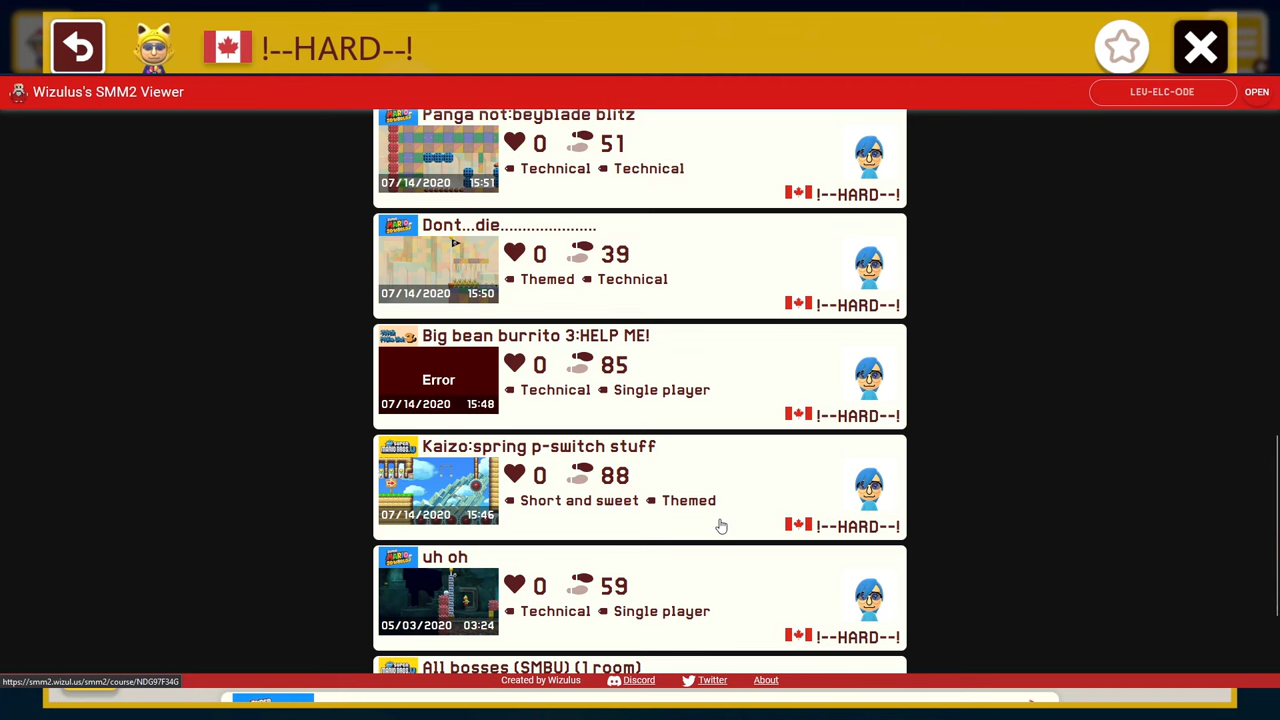 !--HARD--!
Wizulus's SMM2 Viewer
LEV-ELC-ODE
OPEN
Panga not:beyblade blitz
0 51
Technical Technical
07/14/2020 15:51
!--HARD--!
Dont...die......................
0 39
Themed Technical
07/14/2020 15:50
!--HARD--!
Big bean burrito 3:HELP ME!
0 85
Error
Technical Single player
07/14/2020 15:48
!--HARD--!
Kaizo:spring p-switch stuff
0 88
Short and sweet Themed
07/14/2020 15:46
!--HARD--!
uh oh
0 59
Technical Single player
05/03/2020 03:24
!--HARD--!
All bosses (SMBU) (1 room)
https://smm2.wizul.us/smm2/course/NDG97F34G
Created by Wizulus Discord Twitter About